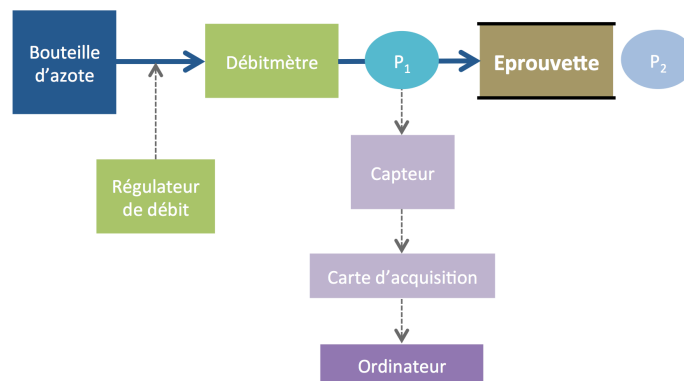 Bouteille
d'azote
Débitmètre
P1
Eprouvette
P2
Régulateur
de débit
Capteur
Carte d'acquisition
Ordinateur